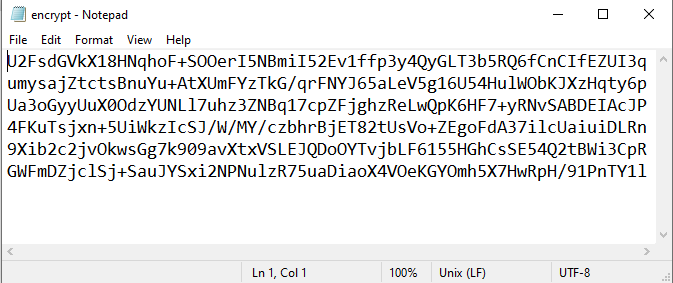 encrypt - Notepad
File Edit Format View Help
U2FsdGVkX18HNqhoF+SOOerI5NBmiI52Ev1ffp3y4QyGLT3b5RQ6fCnCIfEZUI3q
umysajZtctsBnuYu+AtXUmFYzTkG/qrFNYJ65aLeV5g16U54HulWObKJXzHqty6p
Ua3oGyyUuX0OdzYUNLl7uhz3ZNBq17cpZFjghzReLwQpK6HF7+yRNvSABDEIAcJP
4FKuTsjxn+5UiWkzIcSJ/W/MY/czbhrBjET82tUsVo+ZEgoFdA37ilcUaiuiDLRn
9Xib2c2jvOkwsGg7k909avXtxVSLEJQDoOYTvjbLF6155HGhCsSE54Q2tBWi3CpR
GWFmDZjclSj+SauJYSxi2NPNulzR75uaDiaoX4VOeKGYOmh5X7HwRpH/91PnTY1l
Ln 1, Col 1 100% Unix (LF) UTF-8